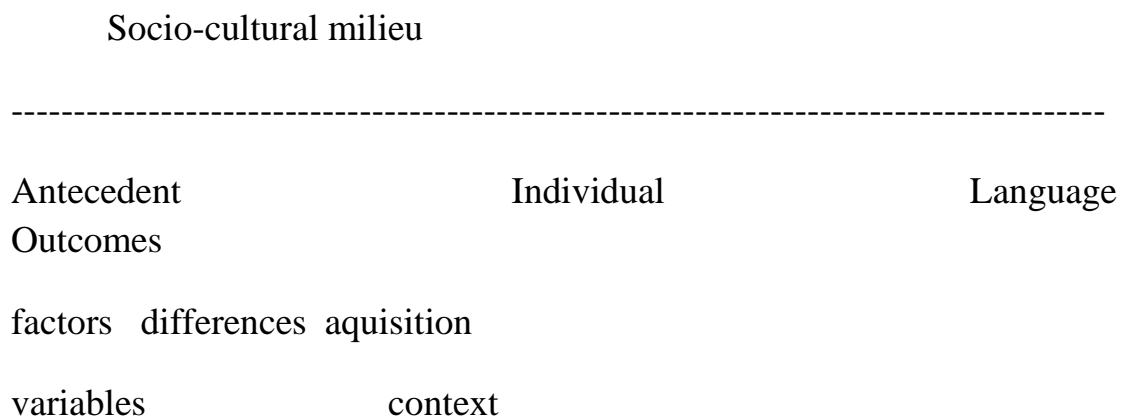 Socio-cultural milieu
----------------------------------------------------------------------------------------
Antecedent Individual Language
Outcomes
factors differences aquisition
variables context